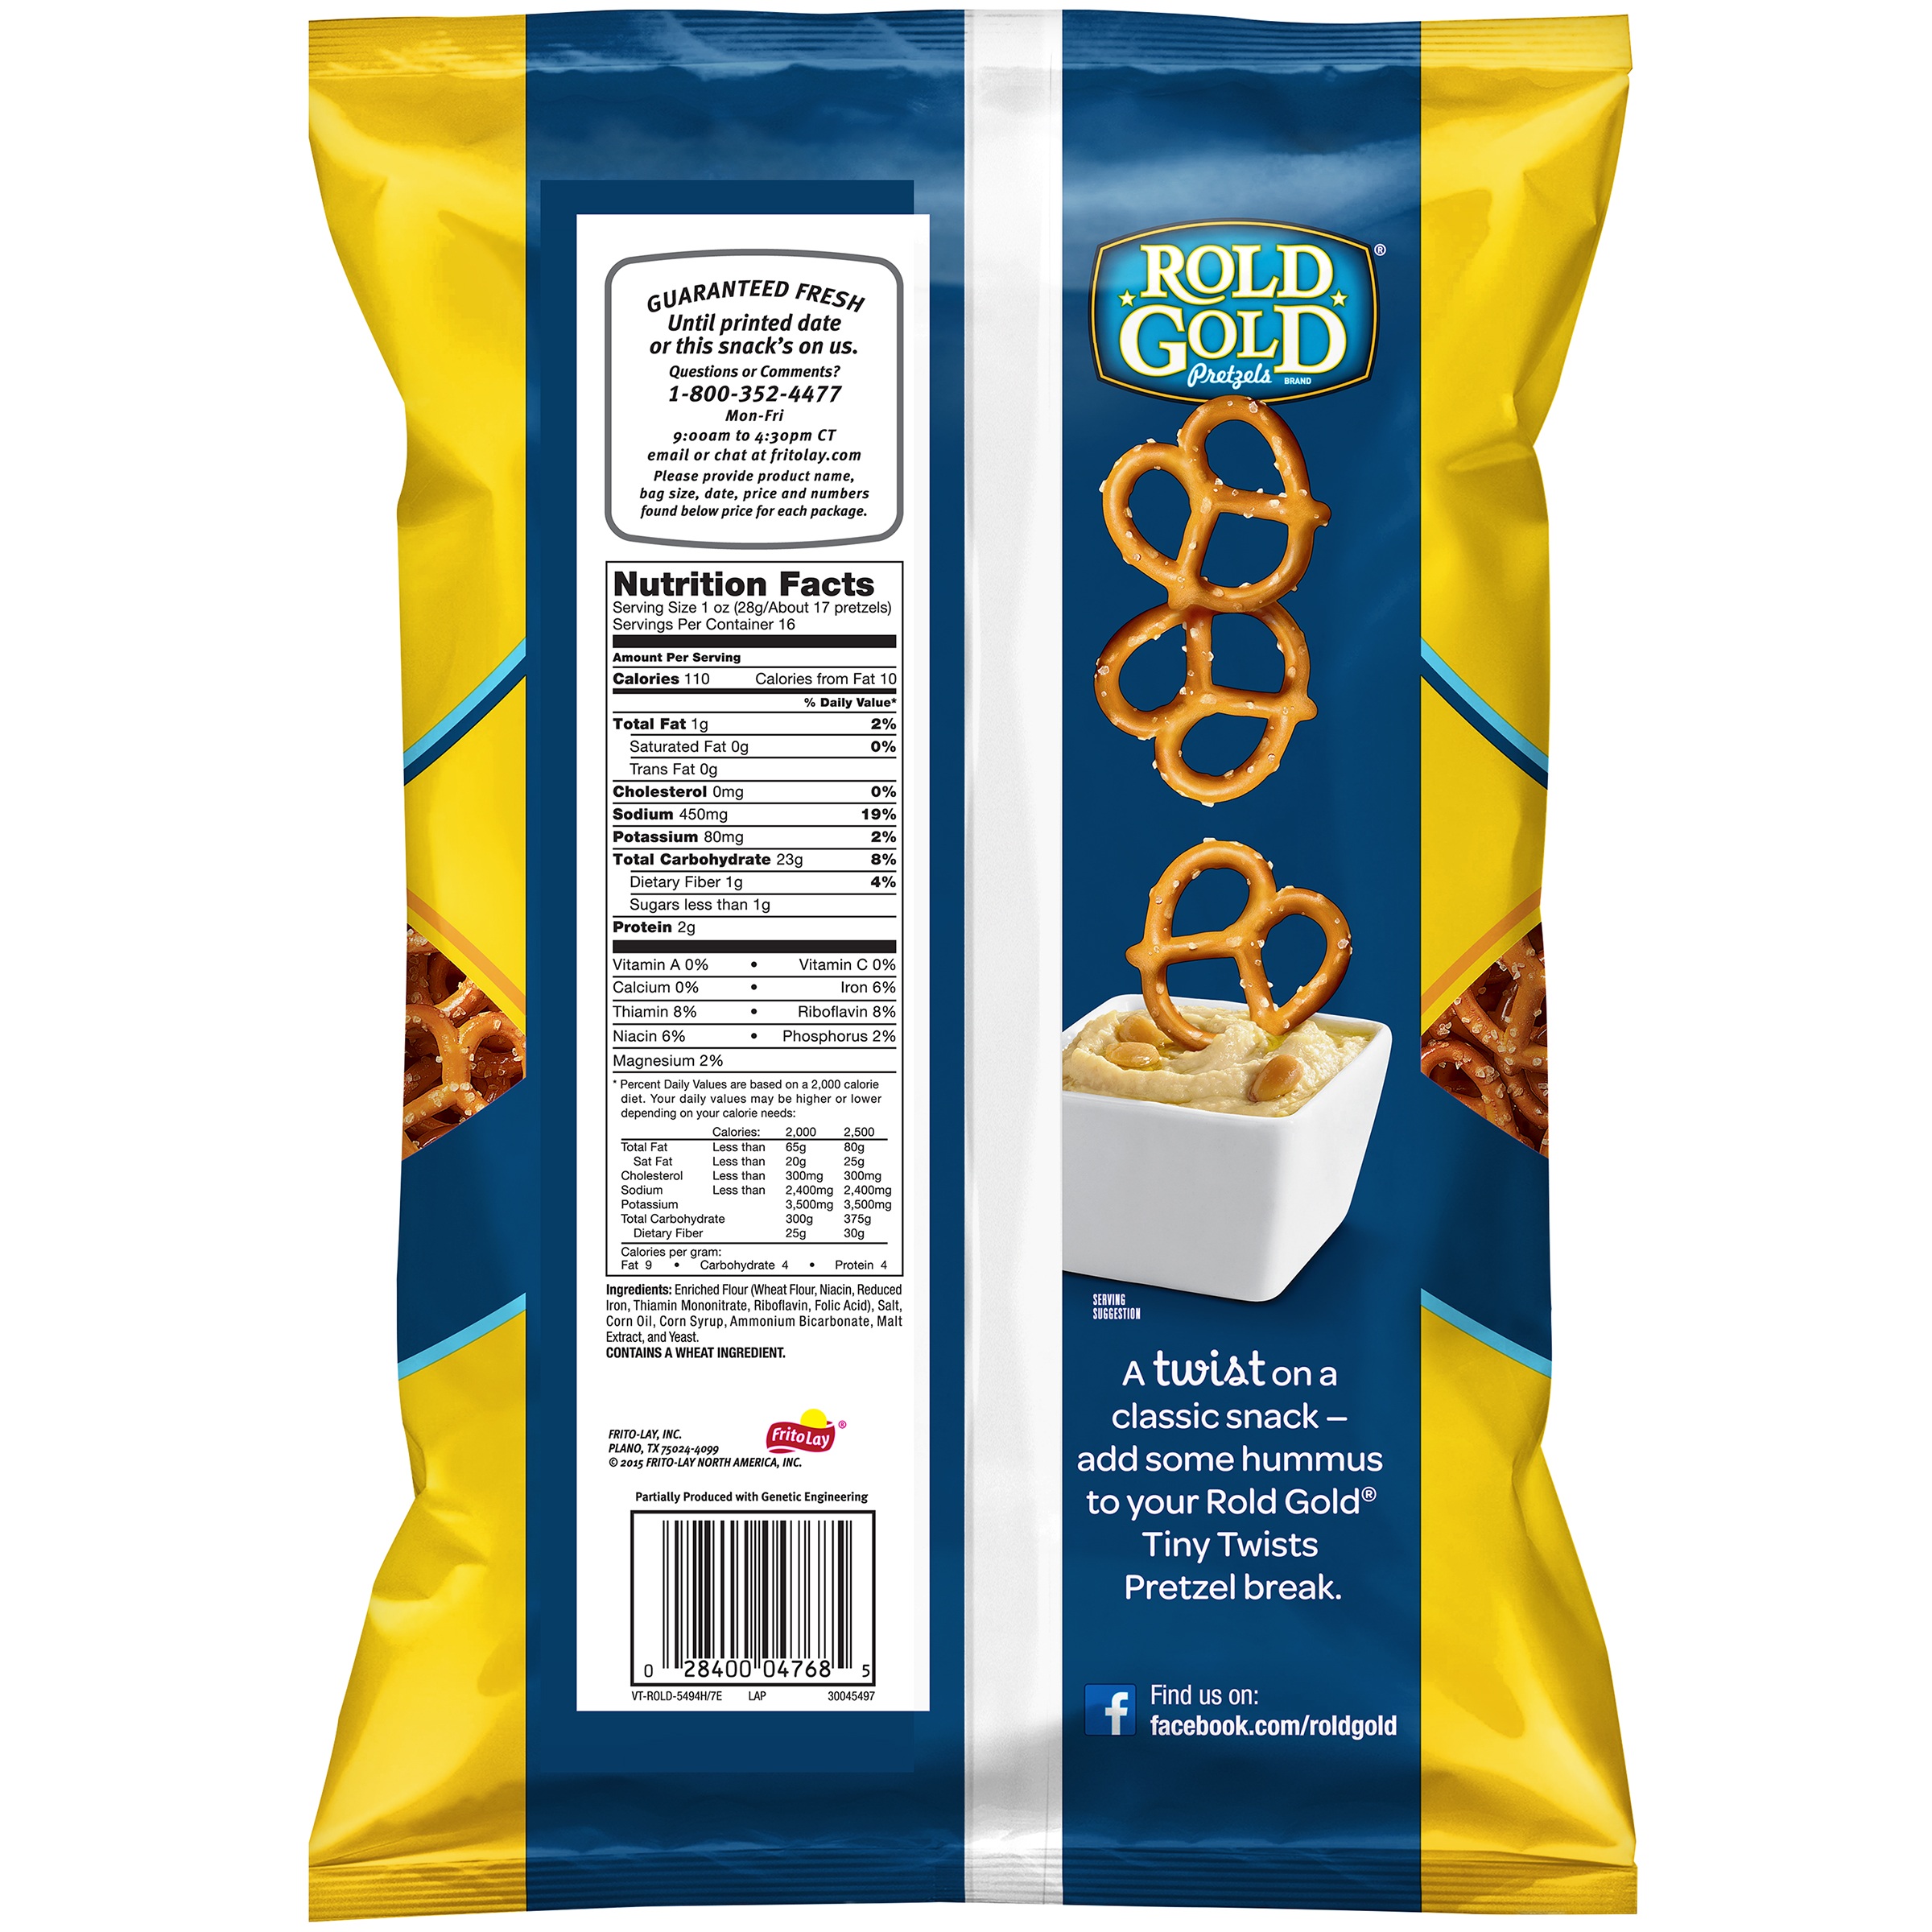 GUARANTEED FRESH
Until printed date
or this snack's on us.
Questions or Comments?
1-800-352-4477
Mon-Fri
9:00am to 4:30pm CT
email or chat at fritolay.com
Please provide product name,
bag size, date, price and numbers
found below price for each package.
Nutrition Facts
Serving Size 1 oz (28g/About 17 pretzels)
Servings Per Container 16
Amount Per Serving
Calories 110 Calories from Fat 10
% Daily Value*
Total Fat 1g 2%
Saturated Fat 0g 0%
Trans Fat 0g
Cholesterol 0mg 0%
Sodium 450mg 19%
Potassium 80mg 2%
Total Carbohydrate 23g 8%
Dietary Fiber 1g 4%
Sugars less than 1g
Protein 2g
Vitamin A 0% • Vitamin C 0%
Calcium 0% • Iron 6%
Thiamin 8% • Riboflavin 8%
Niacin 6% • Phosphorus 2%
Magnesium 2%
* Percent Daily Values are based on a 2,000 calorie
diet. Your daily values may be higher or lower
depending on your calorie needs:
Calories: 2,000 2,500
Total Fat Less than 65g 80g
Sat Fat Less than 20g 25g
Cholesterol Less than 300mg 300mg
Sodium Less than 2,400mg 2,400mg
Potassium 3,500mg 3,500mg
Total Carbohydrate 300g 375g
Dietary Fiber 25g 30g
Calories per gram:
Fat 9 • Carbohydrate 4 • Protein 4
Ingredients: Enriched Flour (Wheat Flour, Niacin, Reduced
Iron, Thiamin Mononitrate, Riboflavin, Folic Acid), Salt,
Corn Oil, Corn Syrup, Ammonium Bicarbonate, Malt
Extract, and Yeast.
CONTAINS A WHEAT INGREDIENT.
FRITO-LAY, INC.
PLANO, TX 75024-4099
© 2015 FRITO-LAY NORTH AMERICA, INC.
Frito Lay ®
Partially Produced with Genetic Engineering
0 28400 04768 5
VT-ROLD-5494H/7E LAP 30045497
ROLD ®
GOLD
Pretzels BRAND
SERVING
SUGGESTION
A twist on a
classic snack –
add some hummus
to your Rold Gold®
Tiny Twists
Pretzel break.
f
Find us on:
facebook.com/roldgold